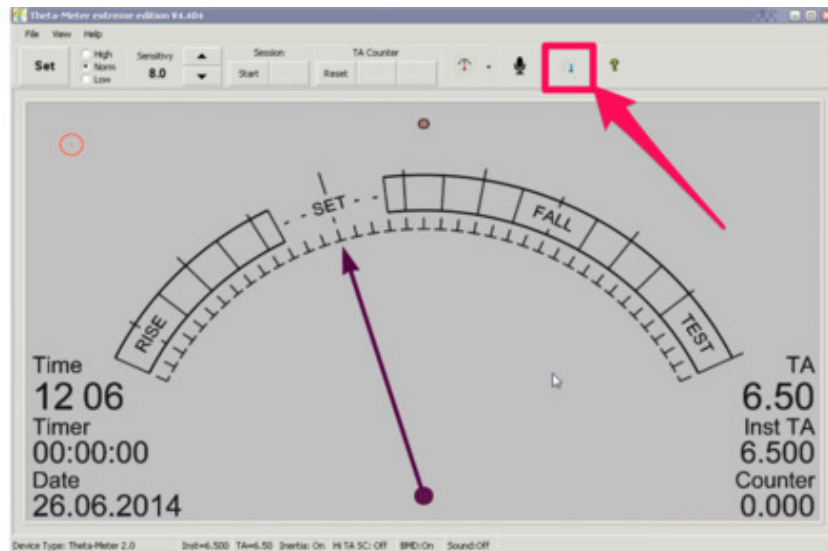 Theta-Meter extreme edition V4.404
File View Help
Set
High
Norm
Low
Sensitivy
8.0
Session
Start
TA Counter
Reset
SET
FALL
RISE
TEST
Time
12 06
Timer
00:00:00
Date
26.06.2014
TA
6.50
Inst TA
6.500
Counter
0.000
Device Type: Theta-Meter 2.0 Inst=6.500 TA=6.50 Inertia: On Hi TA SC: Off BMD:On Sound:Off